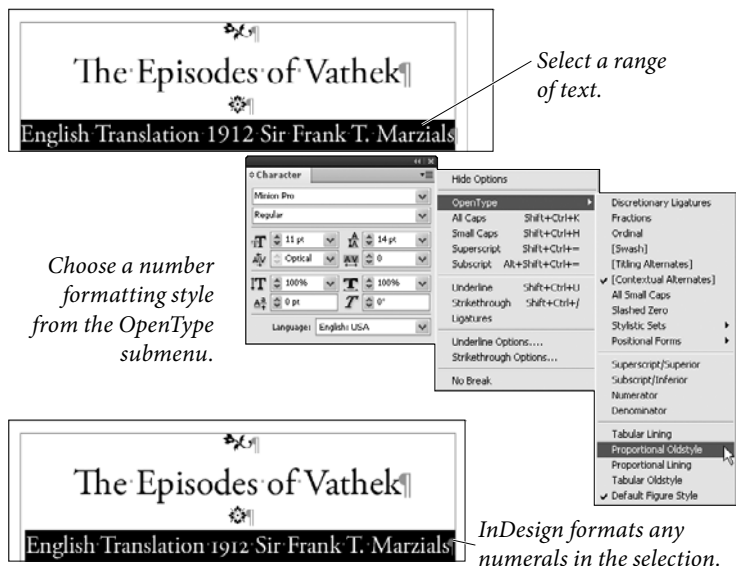 The Episodes of Vathek¶
Select a range
of text.
English Translation 1912 Sir Frank T. Marzials
Character
Minion Pro
Regular
11 pt
14 pt
Optical
0
100%
100%
0 pt
0°
Language: English: USA
Hide Options
OpenType
All Caps Shift+Ctrl+K
Small Caps Shift+Ctrl+H
Superscript Shift+Ctrl+=
Subscript Alt+Shift+Ctrl+=
Underline Shift+Ctrl+U
Strikethrough Shift+Ctrl+/
Ligatures
Underline Options....
Strikethrough Options...
No Break
Discretionary Ligatures
Fractions
Ordinal
[Swash]
[Titling Alternates]
[Contextual Alternates]
All Small Caps
Slashed Zero
Stylistic Sets
Positional Forms
Superscript/Superior
Subscript/Inferior
Numerator
Denominator
Tabular Lining
Proportional Oldstyle
Proportional Lining
Tabular Oldstyle
Default Figure Style
Choose a number
formatting style
from the OpenType
submenu.
The Episodes of Vathek¶
English Translation 1912 Sir Frank T. Marzials¶
InDesign formats any
numerals in the selection.